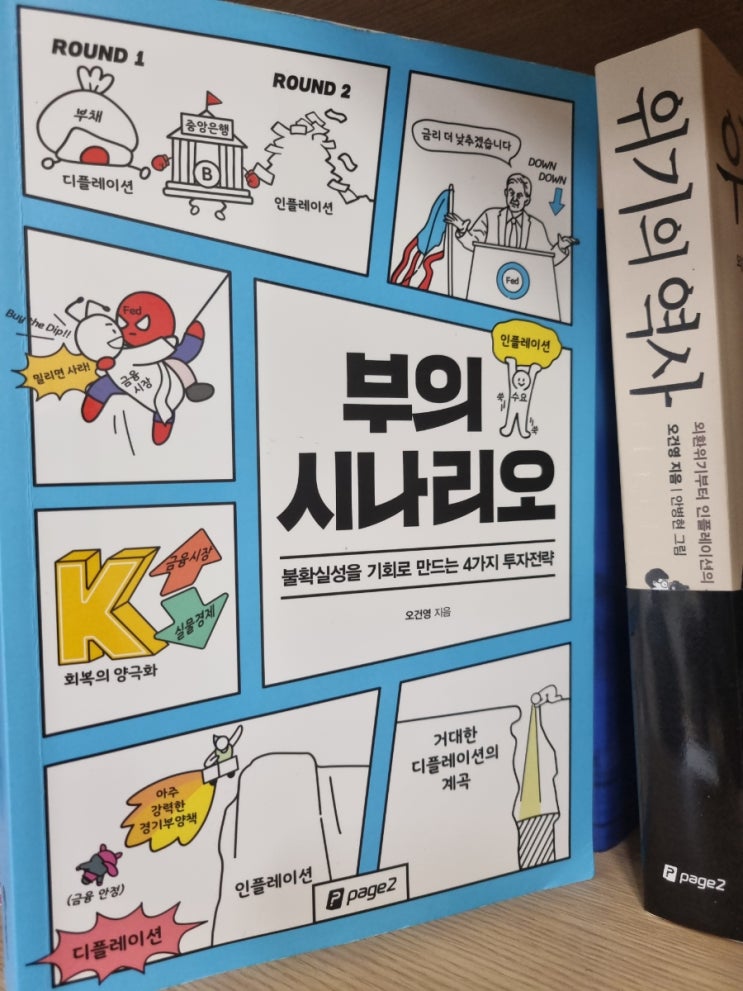 ROUND 1
부채
디플레이션
중앙은행
B
ROUND 2
인플레이션
금리 더 낮추겠습니다
DOWN
DOWN
Fed
Buy the Dip!!
Fed
밀리면 사라!
금융
시장
인플레이션
수요
쑥
쑥
부의
시나리오
불확실성을 기회로 만드는 4가지 투자전략
오건영 지음
K
금융시장
실물경제
회복의 양극화
아주
강력한
경기부양책
(금융 안정)
디플레이션
인플레이션
거대한
디플레이션의
계곡
page2
위기의 역사
외환위기부터 인플레이션의
오건영 지음 | 안병현 그림
page2